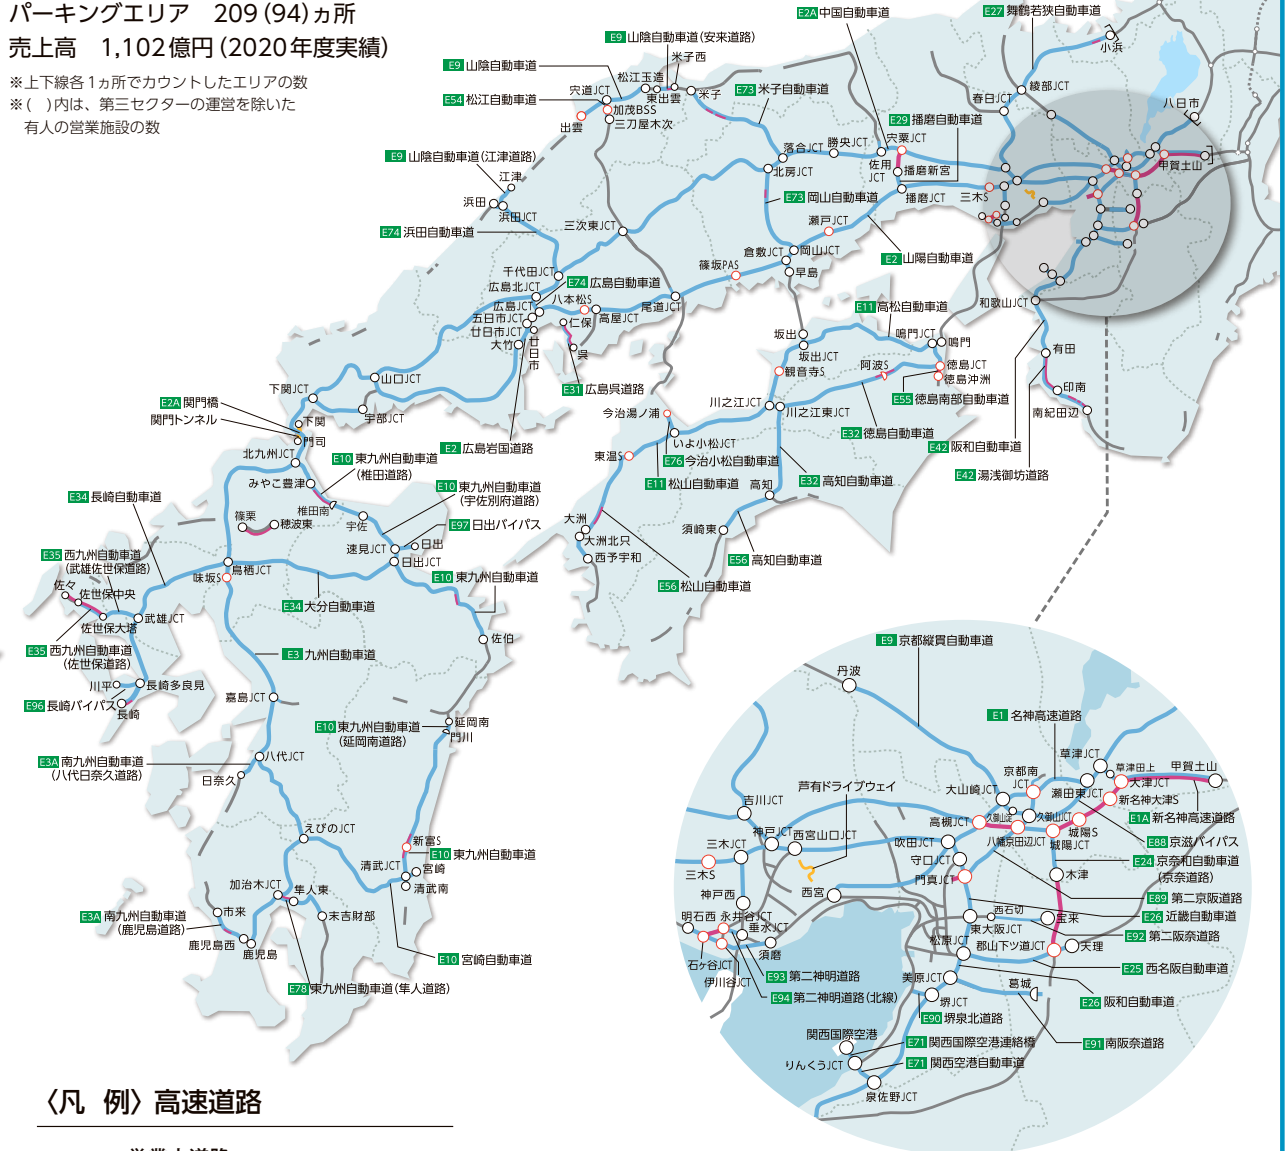 パーキングエリア　209(94)ヵ所
売上高　1,102億円(2020年度実績)
※上下線各1ヵ所でカウントしたエリアの数
※(　)内は、第三セクターの運営を除いた
有人の営業施設の数
E2A 中国自動車道
E27 舞鶴若狭自動車道
小浜
E9 山陰自動車道(安来道路)
米子西
E9 山陰自動車道
松江玉造
東出雲
米子
E73 米子自動車道
綾部JCT
春日JCT
八日市
E54 松江自動車道
宍道JCT
加茂BSS
出雲
三刀屋木次
E29 播磨自動車道
宍粟JCT
落合JCT
勝央JCT
佐用
JCT
播磨新宮
甲賀土山
E9 山陰自動車道(江津道路)
江津
北房JCT
浜田
浜田JCT
E73 岡山自動車道
播磨JCT
三木S
E74 浜田自動車道
三次東JCT
瀬戸JCT
倉敷JCT
岡山JCT
E2 山陽自動車道
篠坂PAS
早島
千代田JCT
広島北JCT
E74 広島自動車道
広島JCT
八本松S
尾道JCT
五日市JCT
仁保
高屋JCT
廿日市JCT
大竹
廿日市
呉
和歌山JCT
E11 高松自動車道
坂出
坂出JCT
鳴門JCT
鳴門
有田
観音寺S
阿波S
徳島JCT
徳島沖洲
印南
E31 広島呉道路
E55 徳島南部自動車道
川之江JCT
川之江東JCT
南紀田辺
下関JCT
山口JCT
宇部JCT
E2A 関門橋
関門トンネル
下関
門司
今治湯ノ浦
いよ小松JCT
E32 徳島自動車道
E42 阪和自動車道
E2 広島岩国道路
北九州JCT
E10 東九州自動車道
(椎田道路)
東温S
E76 今治小松自動車道
E11 松山自動車道
高知
E32 高知自動車道
E42 湯浅御坊道路
みやこ豊津
E34 長崎自動車道
E10 東九州自動車道
(宇佐別府道路)
椎田南
篠栗
穂波東
宇佐
E97 日出バイパス
大洲
大洲北只
西予宇和
須崎東
E56 高知自動車道
E35 西九州自動車道
(武雄佐世保道路)
速見JCT
日出
日出JCT
鳥栖JCT
味坂S
E10 東九州自動車道
E56 松山自動車道
佐々
佐世保中央
佐世保大塔
武雄JCT
E34 大分自動車道
E35 西九州自動車道
(佐世保道路)
E3 九州自動車道
佐伯
川平
長崎多良見
E96 長崎バイパス
長崎
嘉島JCT
E10 東九州自動車道
(延岡南道路)
延岡南
門川
E3A 南九州自動車道
(八代日奈久道路)
八代JCT
日奈久
えびのJCT
新富S
E10 東九州自動車道
清武JCT
宮崎
清武南
加治木JCT
隼人東
E3A 南九州自動車道
(鹿児島道路)
市来
末吉財部
鹿児島西
鹿児島
E10 宮崎自動車道
E78 東九州自動車道(隼人道路)
E9 京都縦貫自動車道
丹波
E1 名神高速道路
草津JCT
草津田上
甲賀土山
京都南
JCT
大津JCT
芦有ドライブウェイ
大山崎JCT
瀬田東JCT
新名神大津S
吉川JCT
久御山IC
久御山JCT
E1A 新名神高速道路
高槻JCT
城陽S
神戸JCT
西宮山口JCT
吹田JCT
八幡京田辺JCT
城陽JCT
E88 京滋バイパス
三木JCT
守口JCT
E24 京奈和自動車道
(京奈道路)
三木S
門真JCT
木津
神戸西
西宮
E89 第二京阪道路
明石西
永井谷JCT
西石切
宝来
E26 近畿自動車道
垂水JCT
東大阪JCT
E92 第二阪奈道路
須磨
松原JCT
郡山下ツ道JCT
天理
石ヶ谷JCT
伊川谷JCT
E93 第二神明道路
E25 西名阪自動車道
美原JCT
葛城
E94 第二神明道路(北線)
堺JCT
E26 阪和自動車道
E90 堺泉北道路
関西国際空港
E71 関西国際空港連絡橋
E91 南阪奈道路
りんくうJCT
E71 関西空港自動車道
泉佐野JCT
〈凡 例〉高速道路